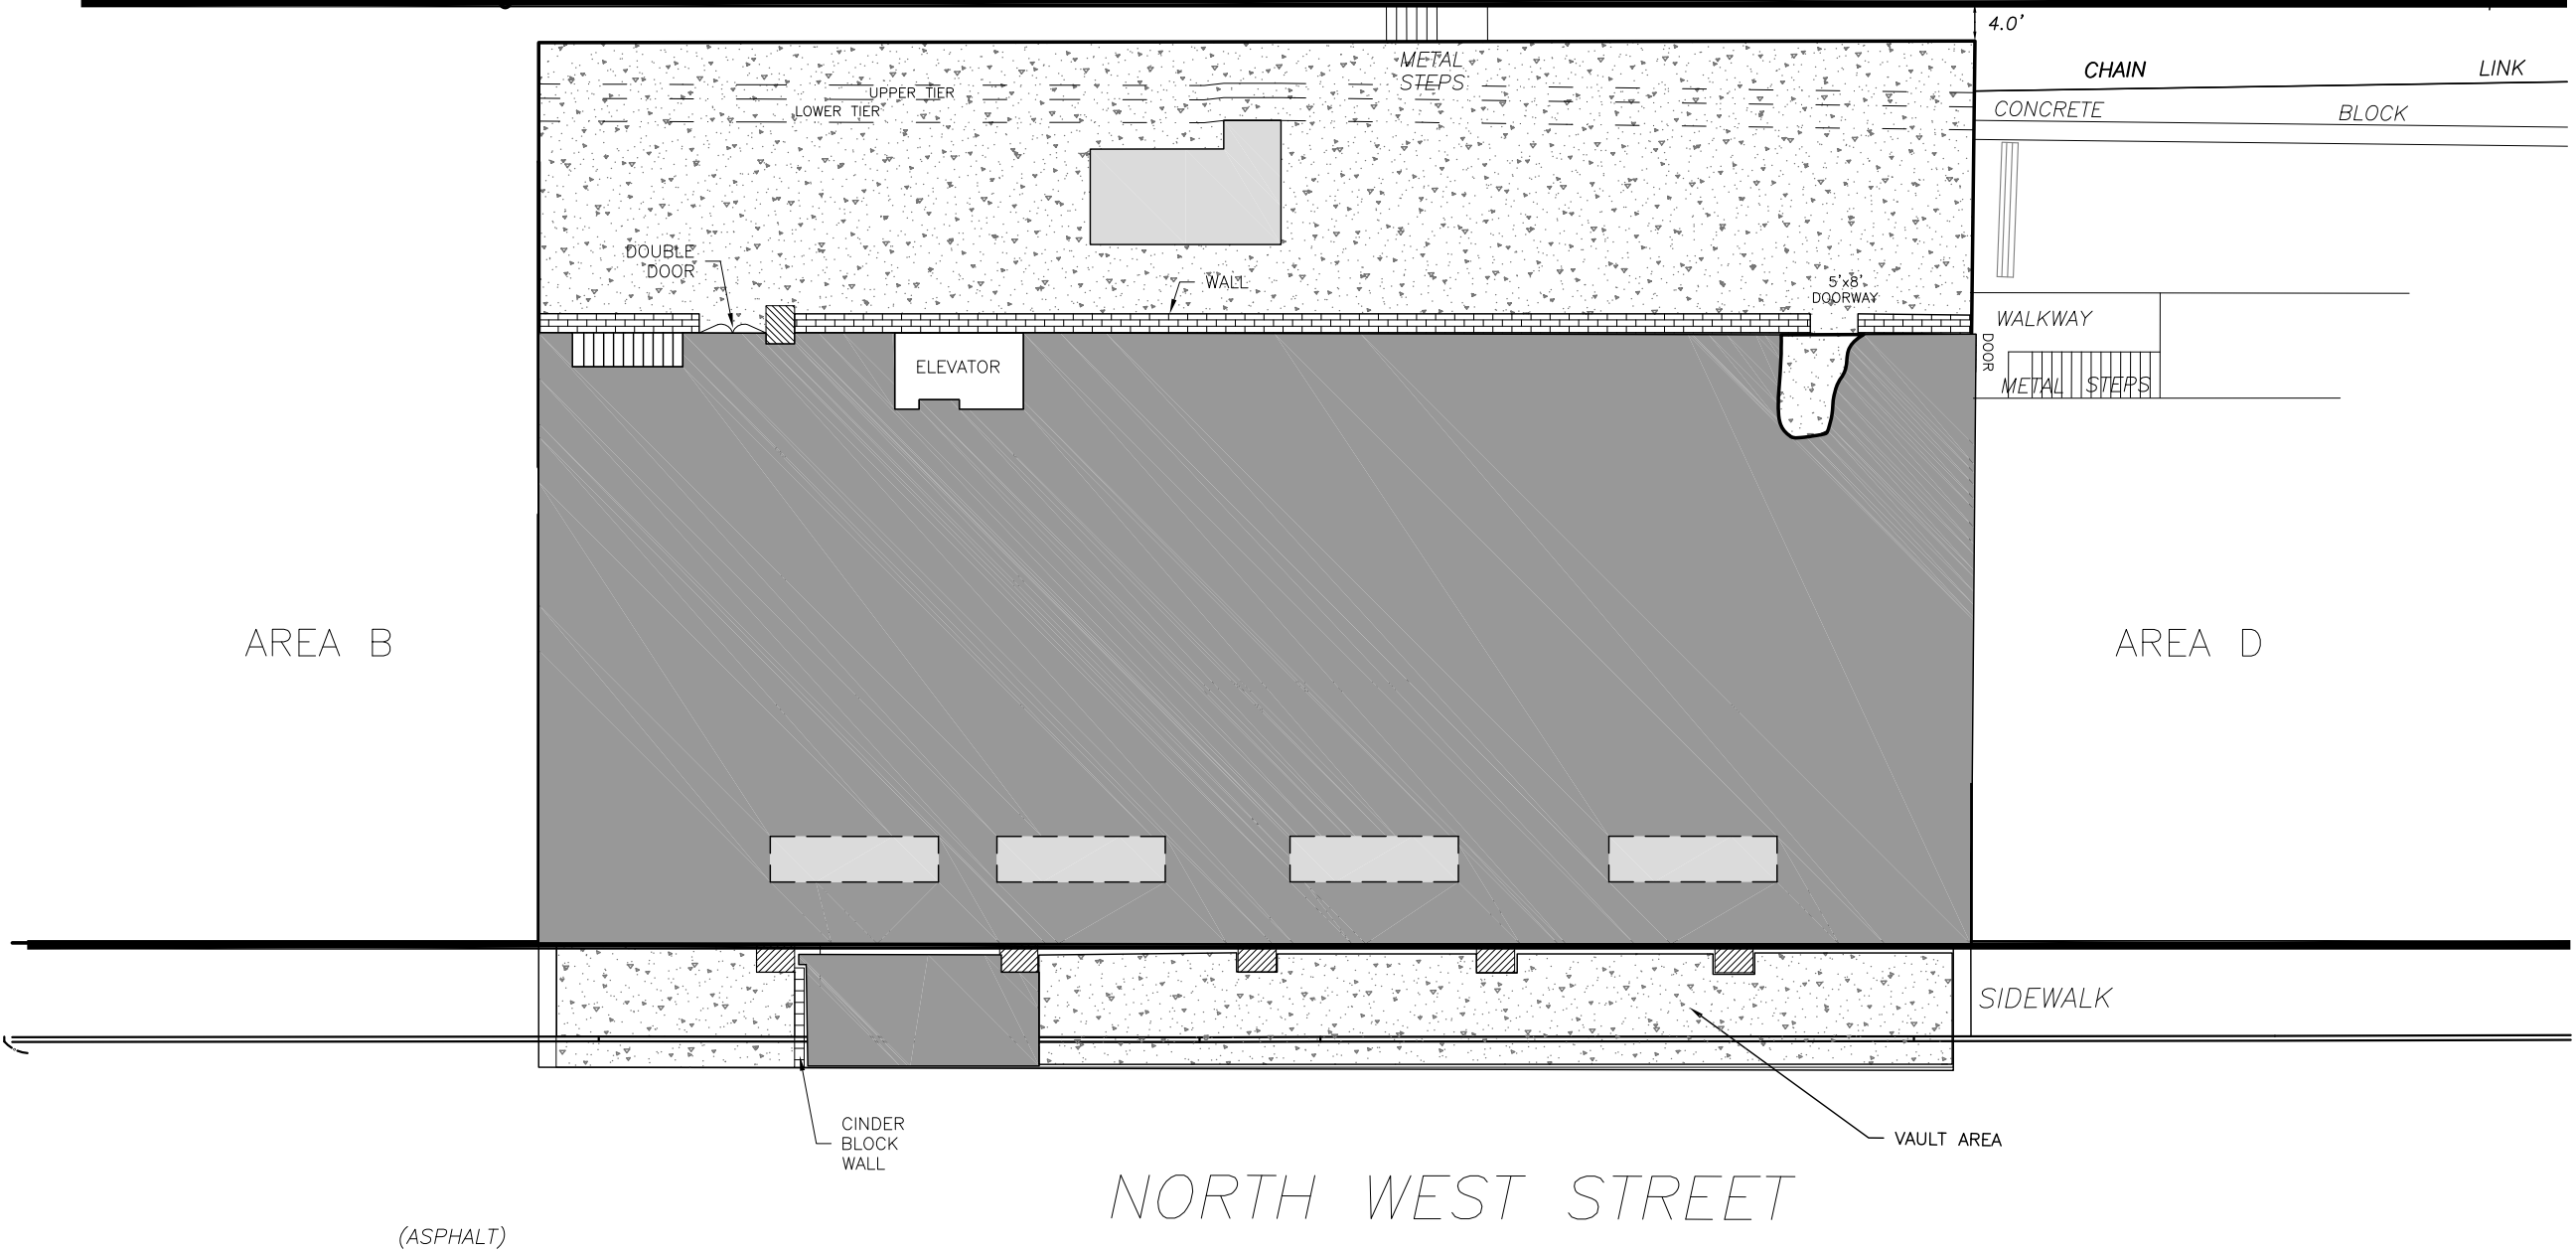 4.0'
METAL
STEPS
CHAIN LINK
CONCRETE BLOCK
UPPER TIER
LOWER TIER
DOUBLE
DOOR
WALL
5'x8'
DOORWAY
WALKWAY
DOOR
ELEVATOR
METAL STEPS
AREA B
AREA D
SIDEWALK
CINDER
BLOCK
WALL
VAULT AREA
NORTH WEST STREET
(ASPHALT)